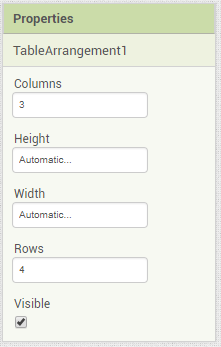 Properties
TableArrangement1
Columns
3
Height
Automatic...
Width
Automatic...
Rows
4
Visible